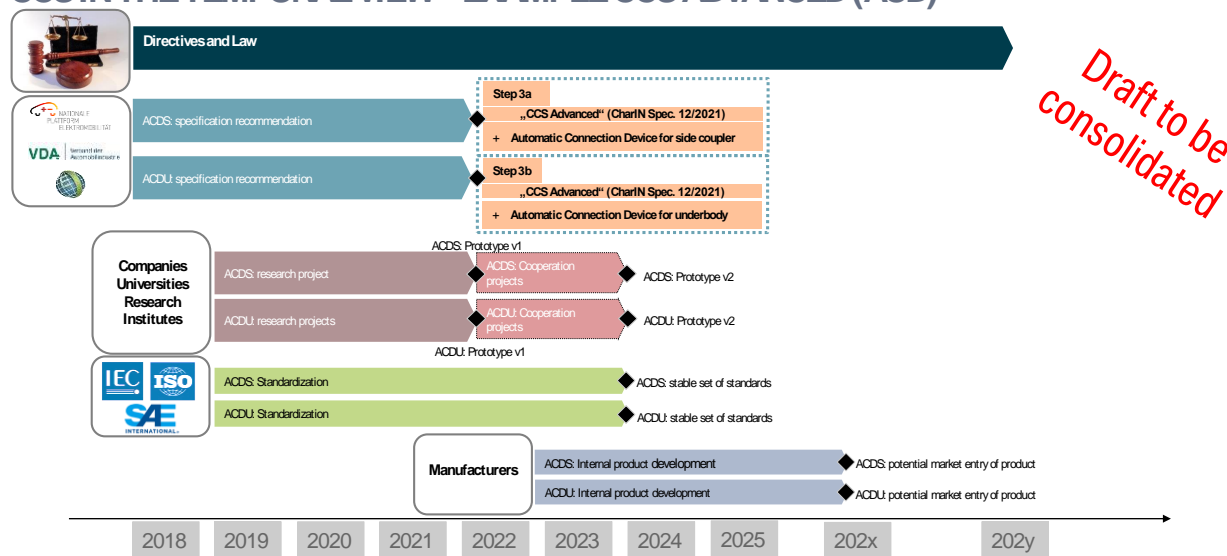 Directives and Law
Draft to be
consolidated
NATIONALE
PLATTFORM
ELEKTROMOBILITÄT
VDA
Verband der
Automobilindustrie
ACDS: specification recommendation
Step 3a
„CCS Advanced“ (CharIN Spec. 12/2021)
+ Automatic Connection Device for side coupler
ACDU: specification recommendation
Step 3b
„CCS Advanced“ (CharIN Spec. 12/2021)
+ Automatic Connection Device for underbody
Companies
Universities
Research
Institutes
ACDS: Prototype v1
ACDS: research project
ACDS: Cooperation
projects
ACDS: Prototype v2
ACDU: research projects
ACDU: Cooperation
projects
ACDU: Prototype v2
ACDU: Prototype v1
IEC
ISO
SAE
INTERNATIONAL
ACDS: Standardization
ACDS: stable set of standards
ACDU: Standardization
ACDU: stable set of standards
Manufacturers
ACDS: Internal product development
ACDS: potential market entry of product
ACDU: Internal product development
ACDU: potential market entry of product
2018
2019
2020
2021
2022
2023
2024
2025
202x
202y